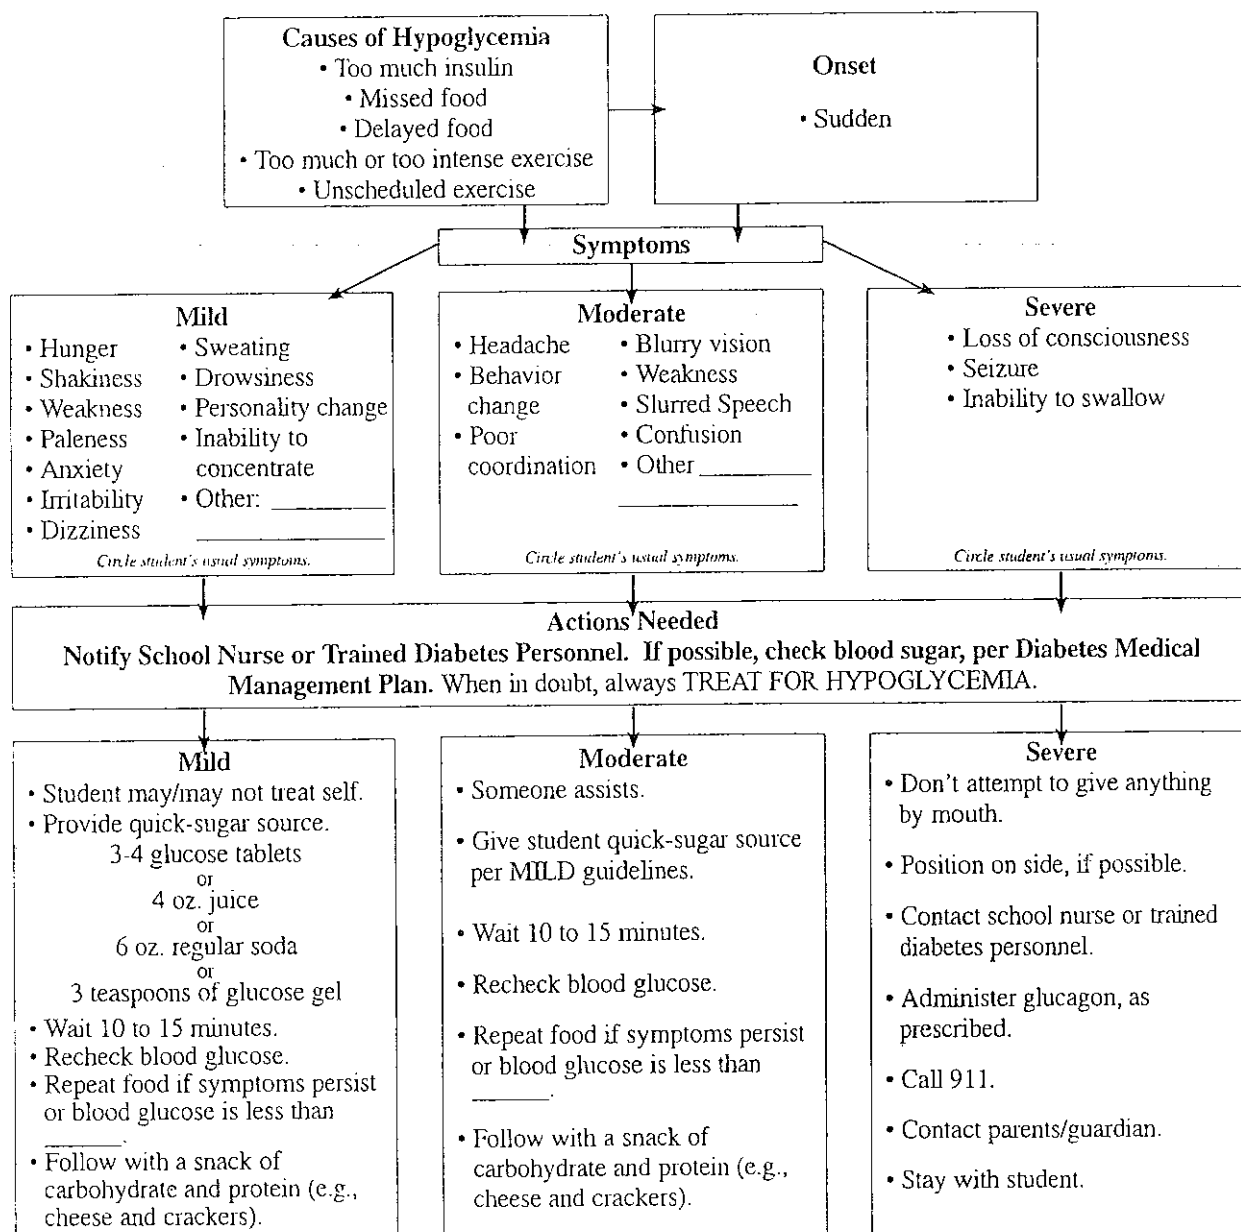 Causes of Hypoglycemia
• Too much insulin
• Missed food
• Delayed food
• Too much or too intense exercise
• Unscheduled exercise
Onset
• Sudden
Symptoms
Mild
• Hunger
• Shakiness
• Weakness
• Paleness
• Anxiety
• Irritability
• Dizziness
• Sweating
• Drowsiness
• Personality change
• Inability to
concentrate
• Other: __________
__________
Circle student's usual symptoms.
Moderate
• Headache
• Behavior
change
• Poor
coordination
• Blurry vision
• Weakness
• Slurred Speech
• Confusion
• Other __________
__________
Circle student's usual symptoms.
Severe
• Loss of consciousness
• Seizure
• Inability to swallow
Circle student's usual symptoms.
Actions Needed
Notify School Nurse or Trained Diabetes Personnel. If possible, check blood sugar, per Diabetes Medical
Management Plan. When in doubt, always TREAT FOR HYPOGLYCEMIA.
Mild
• Student may/may not treat self.
• Provide quick-sugar source.
3-4 glucose tablets
or
4 oz. juice
or
6 oz. regular soda
or
3 teaspoons of glucose gel
• Wait 10 to 15 minutes.
• Recheck blood glucose.
• Repeat food if symptoms persist
or blood glucose is less than
______.
• Follow with a snack of
carbohydrate and protein (e.g.,
cheese and crackers).
Moderate
• Someone assists.
• Give student quick-sugar source
per MILD guidelines.
• Wait 10 to 15 minutes.
• Recheck blood glucose.
• Repeat food if symptoms persist
or blood glucose is less than
______.
• Follow with a snack of
carbohydrate and protein (e.g.,
cheese and crackers).
Severe
• Don't attempt to give anything
by mouth.
• Position on side, if possible.
• Contact school nurse or trained
diabetes personnel.
• Administer glucagon, as
prescribed.
• Call 911.
• Contact parents/guardian.
• Stay with student.